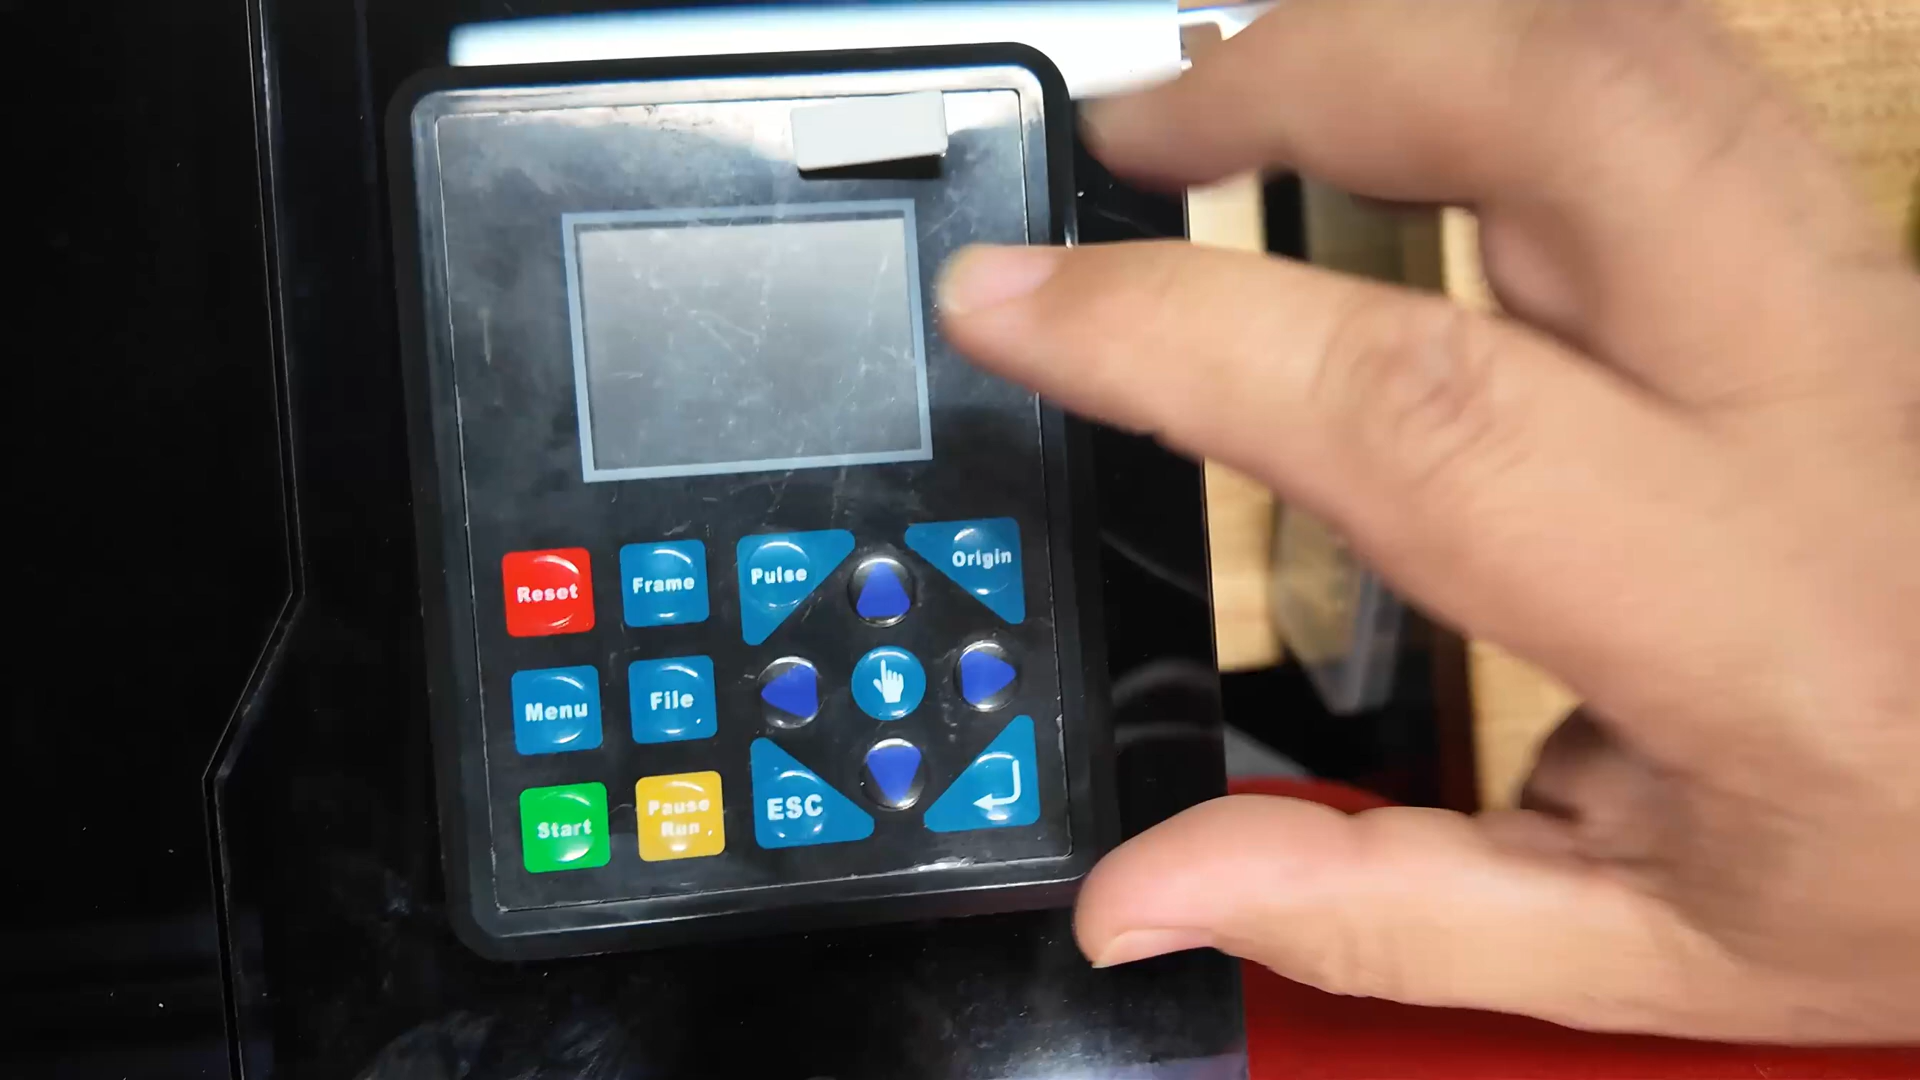 Reset
Frame
Pulse
Origin
Menu
File
Start
Pause
Run
ESC